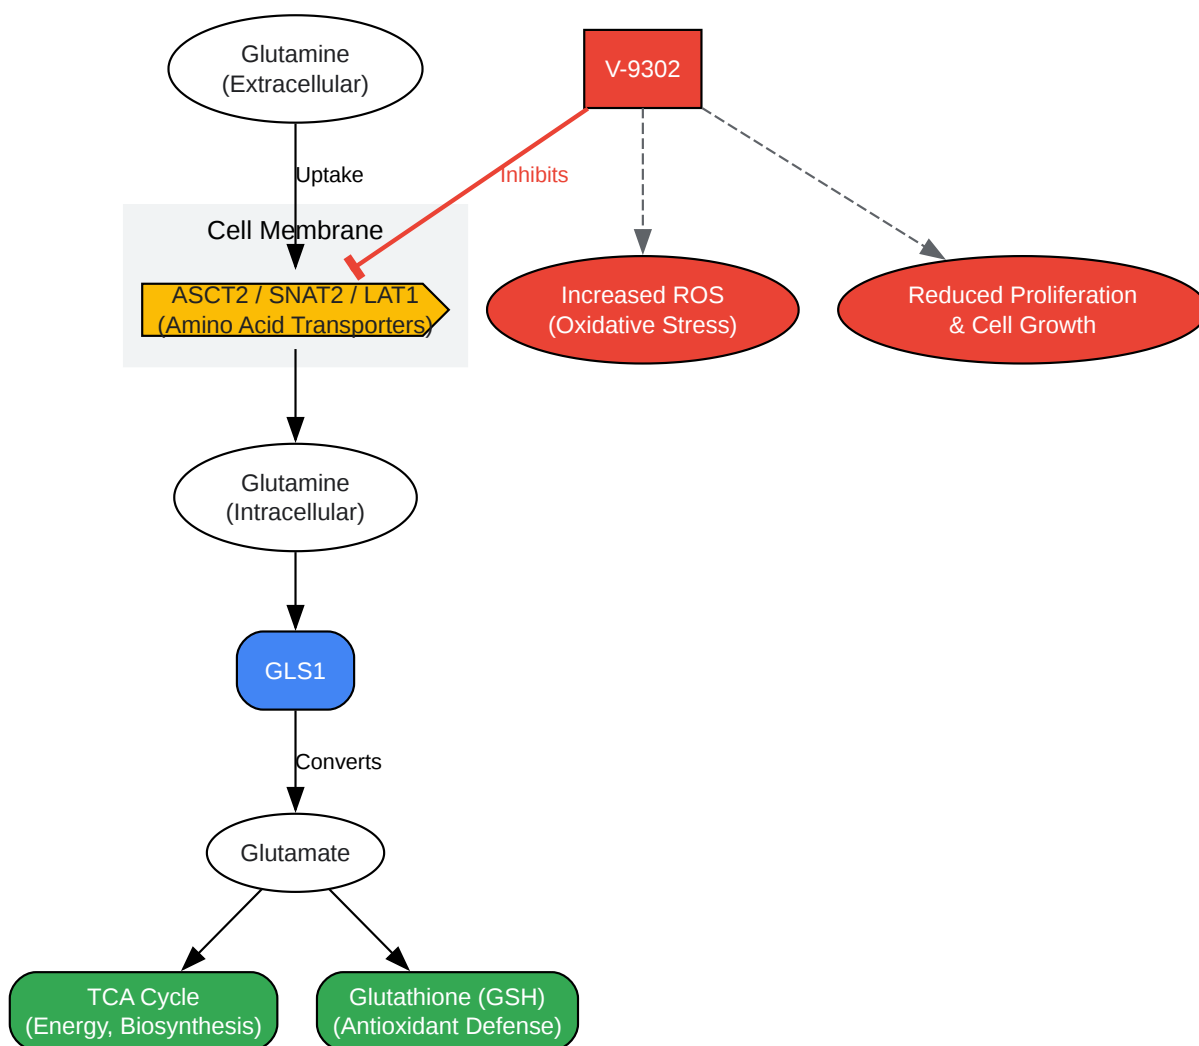 Glutamine
(Extracellular)
V-9302
Uptake
Inhibits
Cell Membrane
ASCT2 / SNAT2 / LAT1
(Amino Acid Transporters)
Increased ROS
(Oxidative Stress)
Reduced Proliferation
& Cell Growth
Glutamine
(Intracellular)
GLS1
Converts
Glutamate
TCA Cycle
(Energy, Biosynthesis)
Glutathione (GSH)
(Antioxidant Defense)